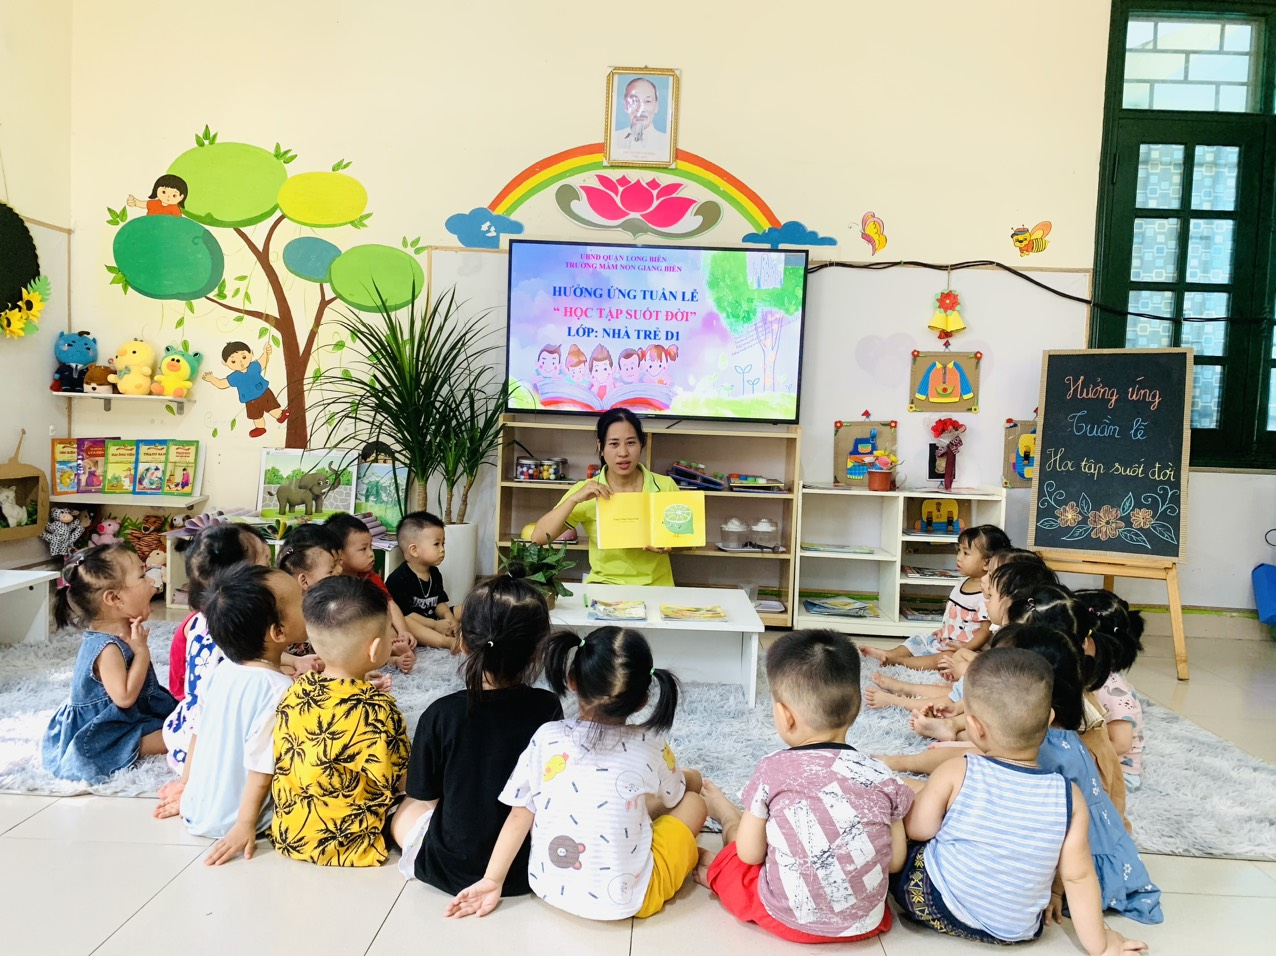 UBND QUẬN LONG BIÊN
TRƯỜNG MẦM NON GIANG BIÊN
HƯỞNG ỨNG TUẦN LỄ
“ HỌC TẬP SUỐT ĐỜI”
LỚP: NHÀ TRẺ D1
Hưởng ứng
Tuần lễ
Học tập suốt đời